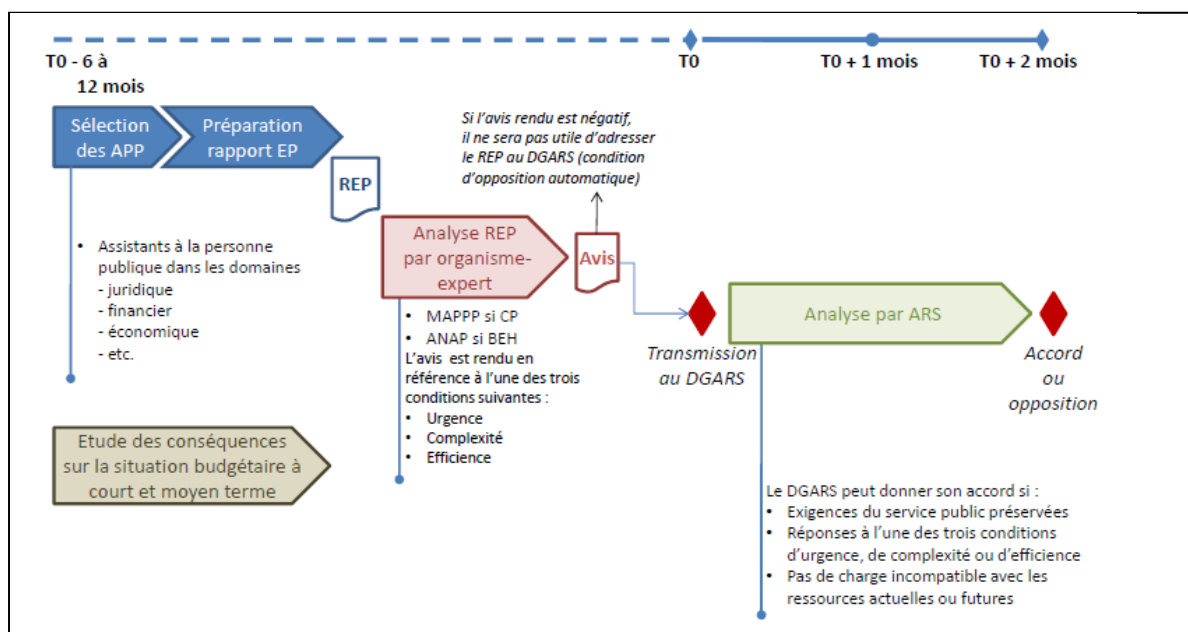 T0 - 6 à
12 mois
T0
T0 + 1 mois
T0 + 2 mois
Sélection
des APP
Préparation
rapport EP
REP
Si l'avis rendu est négatif,
il ne sera pas utile d'adresser
le REP au DGARS (condition
d'opposition automatique)
• Assistants à la personne
publique dans les domaines
- juridique
- financier
- économique
- etc.
Analyse REP
par organisme-
expert
Avis
• MAPPP si CP
• ANAP si BEH
L'avis est rendu en
référence à l'une des trois
conditions suivantes :
• Urgence
• Complexité
• Efficience
Transmission
au DGARS
Analyse par ARS
Accord
ou
opposition
Etude des conséquences
sur la situation budgétaire à
court et moyen terme
Le DGARS peut donner son accord si :
• Exigences du service public préservées
• Réponses à l'une des trois conditions
d'urgence, de complexité ou d'efficience
• Pas de charge incompatible avec les
ressources actuelles ou futures